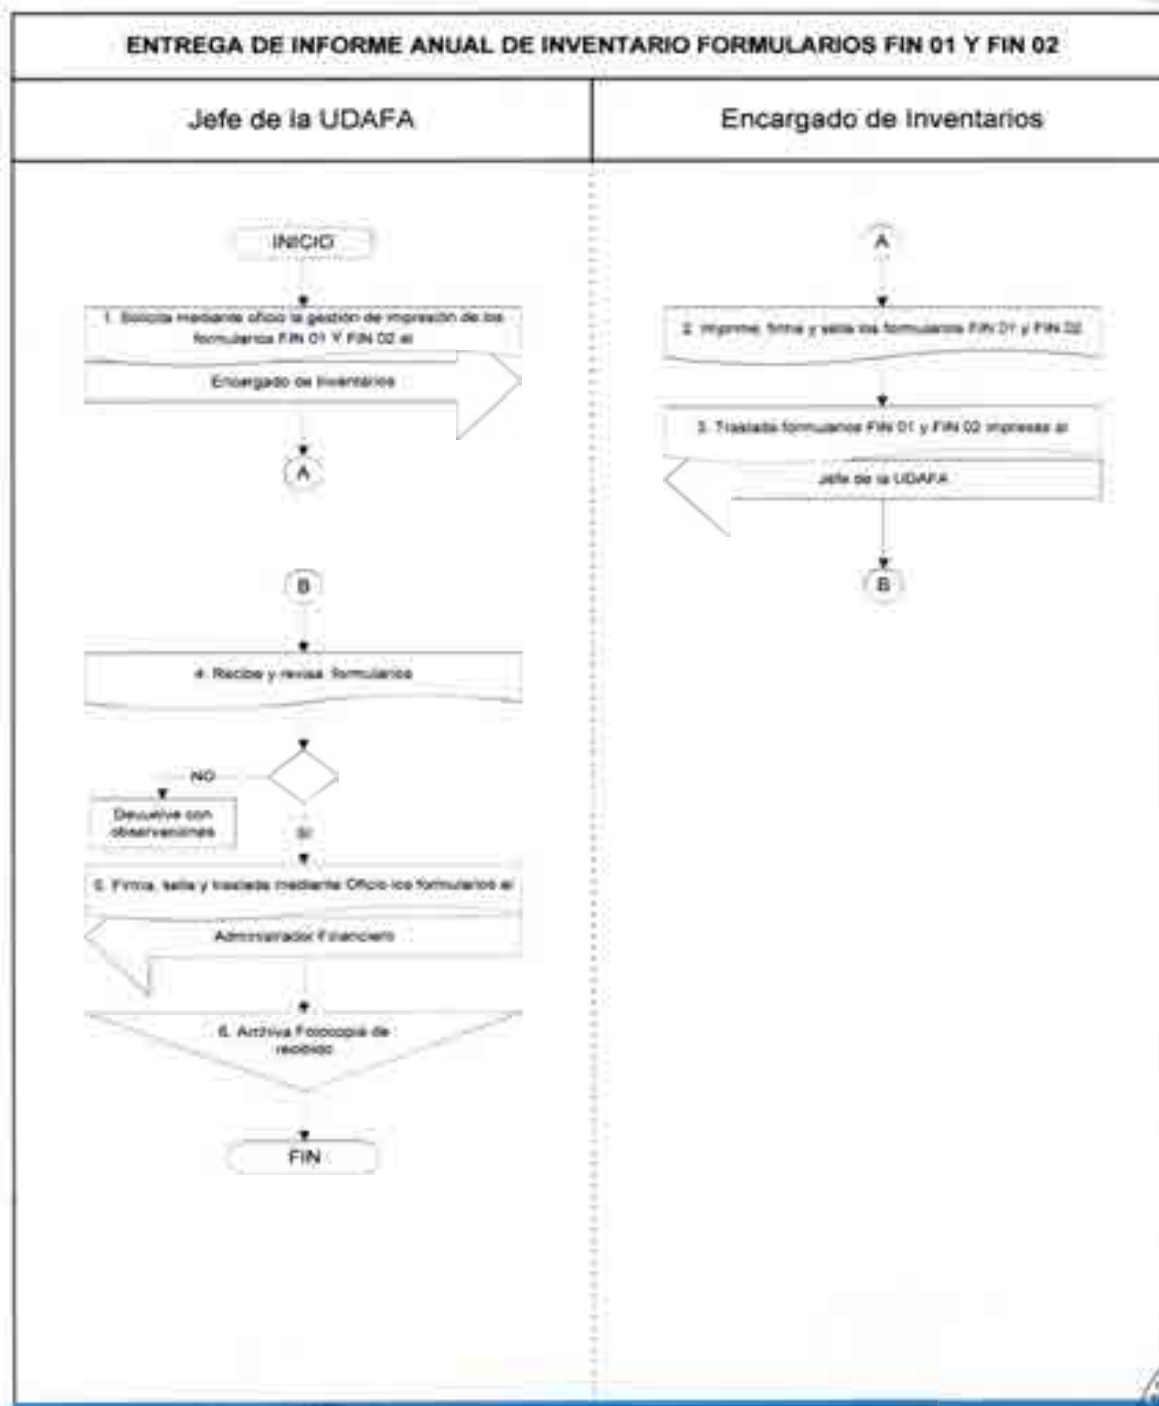 ENTREGA DE INFORME ANUAL DE INVENTARIO FORMULARIOS FIN 01 Y FIN 02
Jefe de la UDAFA
Encargado de Inventarios
INICIO
1. Solicita mediante oficio la gestión de impresión de los
formularios FIN 01 Y FIN 02 al
Encargado de Inventarios
A
A
2. Imprime, firma y sella los formularios FIN 01 y FIN 02
3. Traslada formularios FIN 01 y FIN 02 impresos al
Jefe de la UDAFA
B
B
4. Recibe y revisa formularios
NO
Devuelve con
observaciones
SI
5. Firma, sella y traslada mediante Oficio los formularios al
Administrador Financiero
6. Archiva Fotocopia de
recibido
FIN